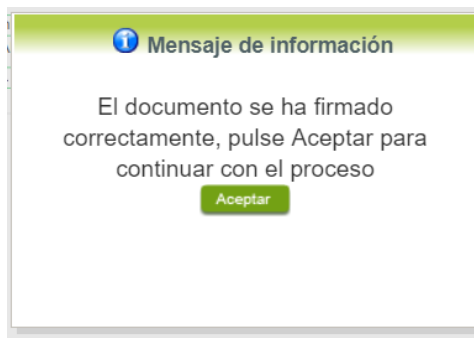 Mensaje de información
El documento se ha firmado
correctamente, pulse Aceptar para
continuar con el proceso
Aceptar